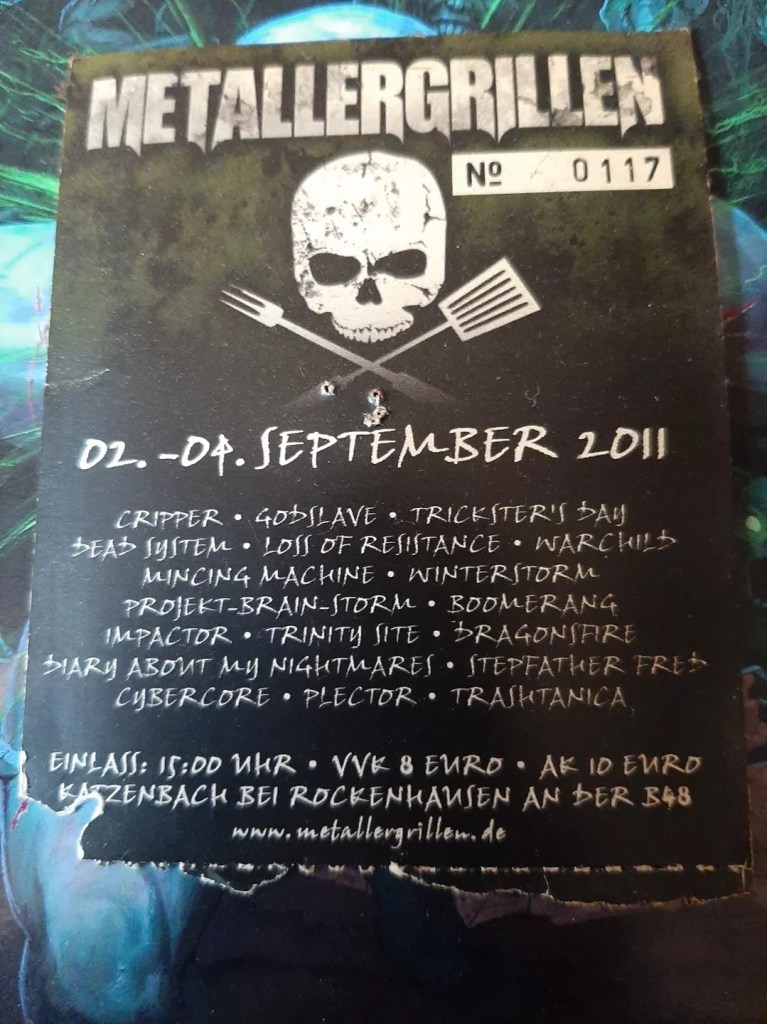 METALLERGRILLEN
Nº 0117
02.-04. SEPTEMBER 2011
CRIPPER • GODSLAVE • TRICKSTER'S DAY
DEAD SYSTEM • LOSS OF RESISTANCE • WARCHILD
MINCING MACHINE • WINTERSTORM
PROJEKT-BRAIN-STORM • BOOMERANG
IMPACTOR • TRINITY SITE • DRAGONSFIRE
DIARY ABOUT MY NIGHTMARES • STEPFATHER FRED
CYBERCORE • PLECTOR • TRASHTANICA
EINLASS: 15:00 UHR • VVK 8 EURO • AK 10 EURO
KATZENBACH BEI ROCKENHAUSEN AN DER B48
www.metallergrillen.de